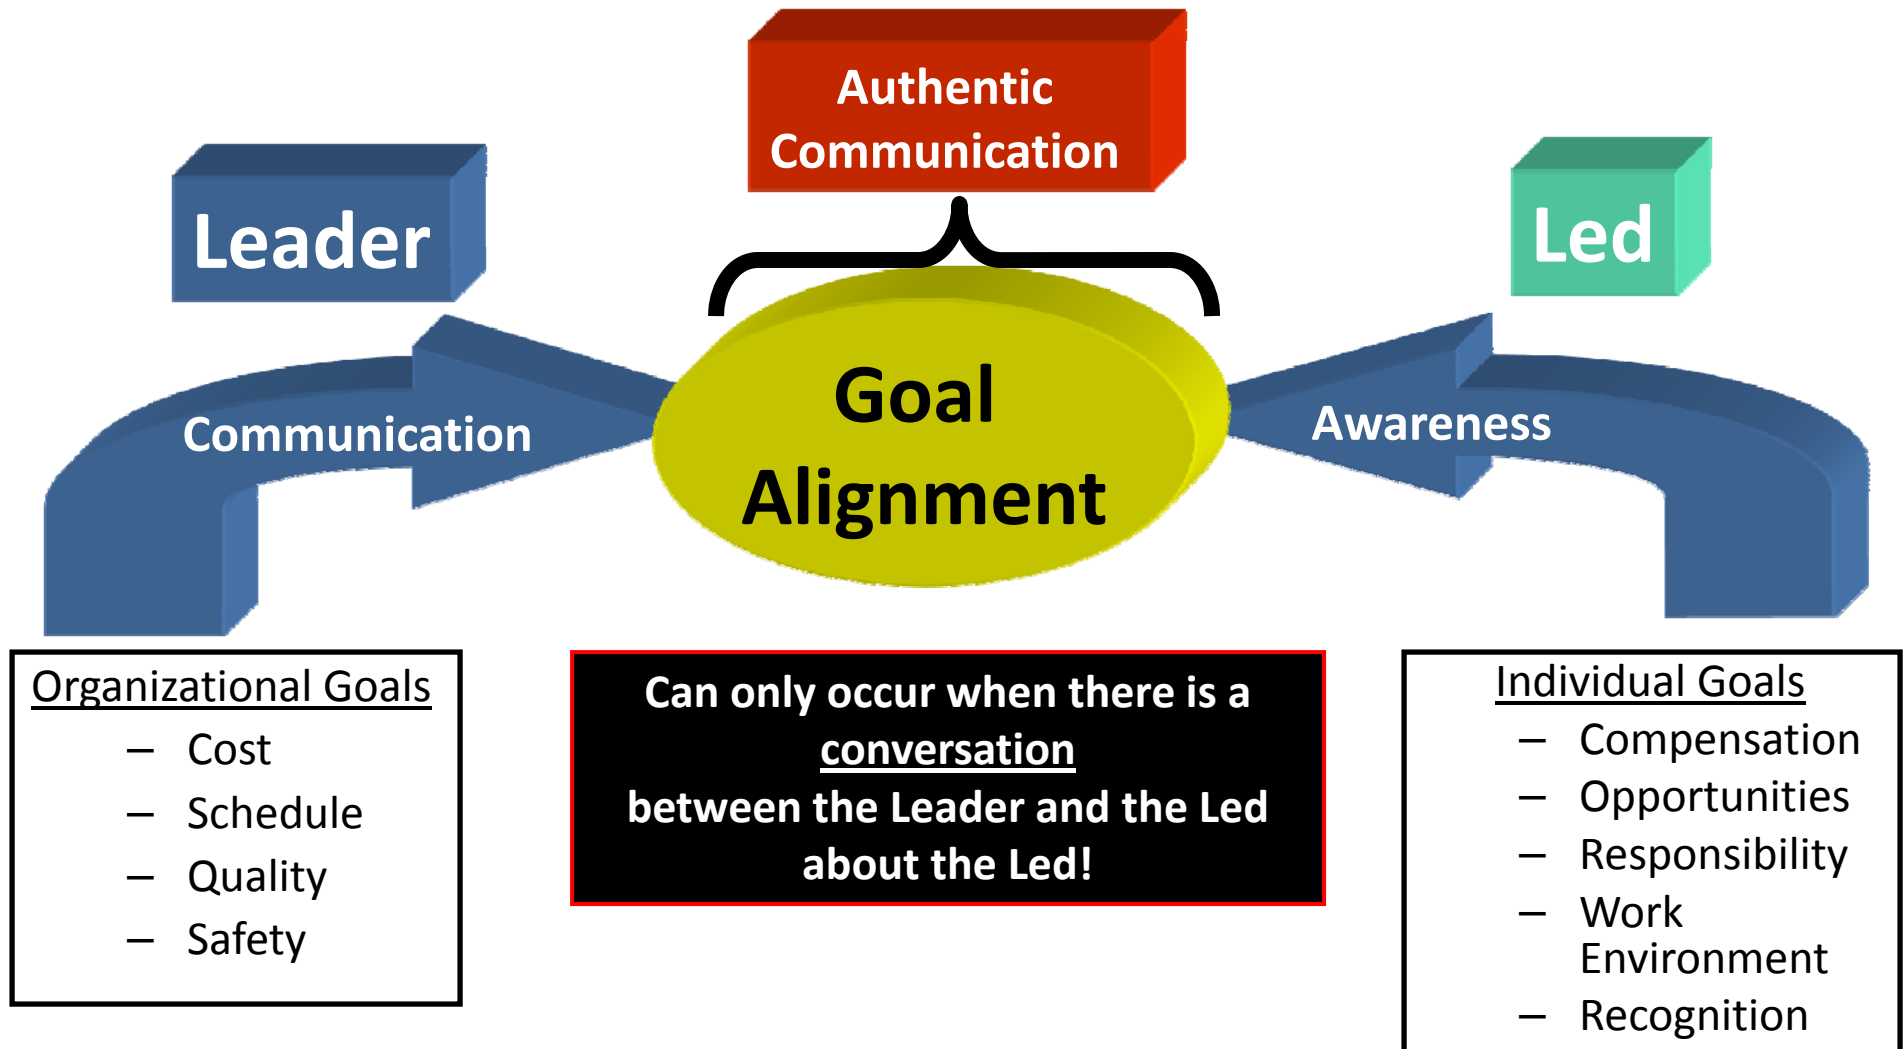 Authentic
Communication
Leader
Led
Goal
Alignment
Communication
Awareness
Organizational Goals
– Cost
– Schedule
– Quality
– Safety
Can only occur when there is a
conversation
between the Leader and the Led
about the Led!
Individual Goals
– Compensation
– Opportunities
– Responsibility
– Work
Environment
– Recognition